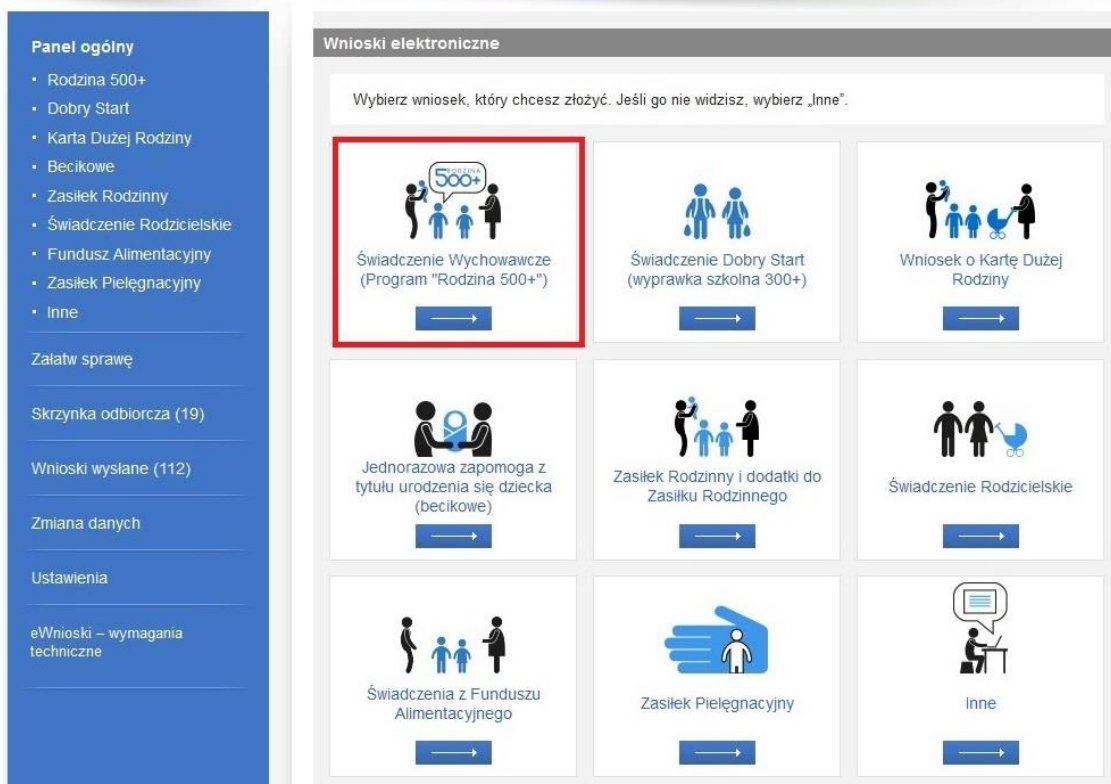 Panel ogólny
Rodzina 500+
Dobry Start
Karta Dużej Rodziny
Becikowe
Zasiłek Rodzinny
Świadczenie Rodzicielskie
Fundusz Alimentacyjny
Zasiłek Pielęgnacyjny
Inne
Załatw sprawę
Skrzynka odbiorcza (19)
Wnioski wysłane (112)
Zmiana danych
Ustawienia
eWnioski – wymagania
techniczne
Wnioski elektroniczne
Wybierz wniosek, który chcesz złożyć. Jeśli go nie widzisz, wybierz „Inne”.
RODZINA
500+
Świadczenie Wychowawcze
(Program "Rodzina 500+")
Świadczenie Dobry Start
(wyprawka szkolna 300+)
Wniosek o Kartę Dużej
Rodziny
Jednorazowa zapomoga z
tytułu urodzenia się dziecka
(becikowe)
Zasiłek Rodzinny i dodatki do
Zasiłku Rodzinnego
Świadczenie Rodzicielskie
Świadczenia z Funduszu
Alimentacyjnego
Zasiłek Pielęgnacyjny
Inne